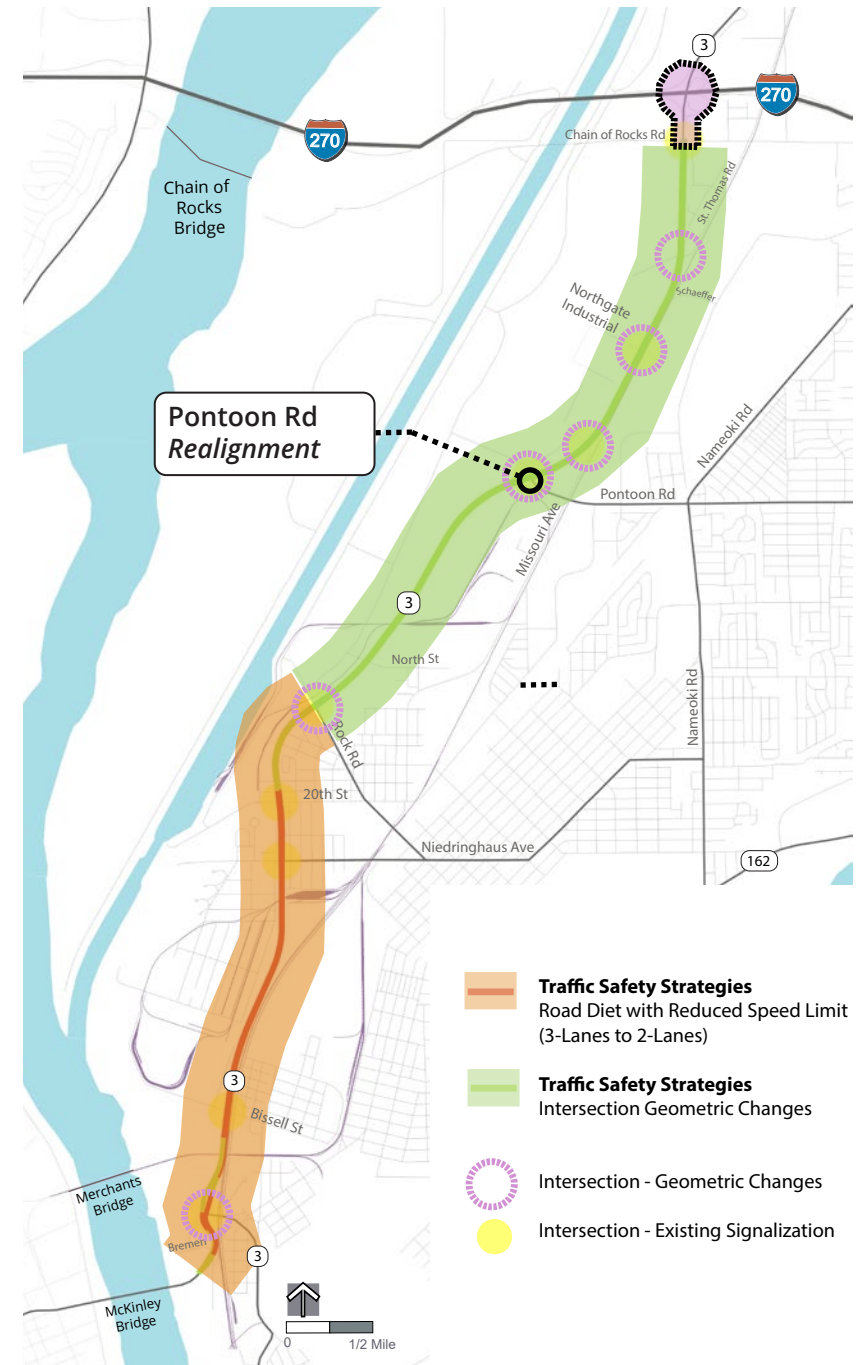 3
270
270
Chain of Rocks Rd
Chain of
Rocks
Bridge
St. Thomas Rd
Schaeffer
Northgate
Industrial
Pontoon Rd
Realignment
Nameoki Rd
Pontoon Rd
Missouri Ave
3
North St
Nameoki Rd
Rock Rd
20th St
Niedringhaus Ave
162
3
Bissell St
Merchants
Bridge
Bremen
3
McKinley
Bridge
0
1/2 Mile
Traffic Safety Strategies
Road Diet with Reduced Speed Limit
(3-Lanes to 2-Lanes)
Traffic Safety Strategies
Intersection Geometric Changes
Intersection - Geometric Changes
Intersection - Existing Signalization